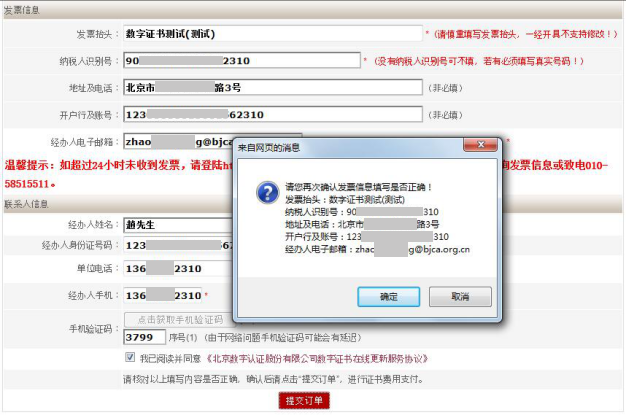 发票信息
发票抬头： 数字证书测试(测试) *（请慎重填写发票抬头，一经开具不支持修改！）
纳税人识别号： 90 2310 *（没有纳税人识别号可不填，若有必须填写真实号码！）
地址及电话： 北京市 路3号 （非必填）
开户行及账号： 123 62310 （非必填）
经办人电子邮箱： zhao g@bjca *
温馨提示：如超过24小时未收到发票，请登陆ht 询发票信息或致电010-
58515511。
联系人信息
经办人姓名： 赵先生
经办人身份证号码： 123 62
单位电话： 136 2310
经办人手机： 136 2310 *
点击获取手机验证码
手机验证码： 3799 序号(1) （由于网络问题手机验证码可能会有延迟）
我已阅读并同意《北京数字认证股份有限公司数字证书在线更新服务协议》
请核对以上填写内容是否正确，确认后请点击“提交订单”，进行证书费用支付。
提交订单
来自网页的消息
请您再次确认发票信息填写是否正确！
发票抬头：数字证书测试(测试)
纳税人识别号：90 310
地址及电话：北京市 路3号
开户行及账号：123 310
经办人电子邮箱：zhao g@bjca.org.cn
确定 取消